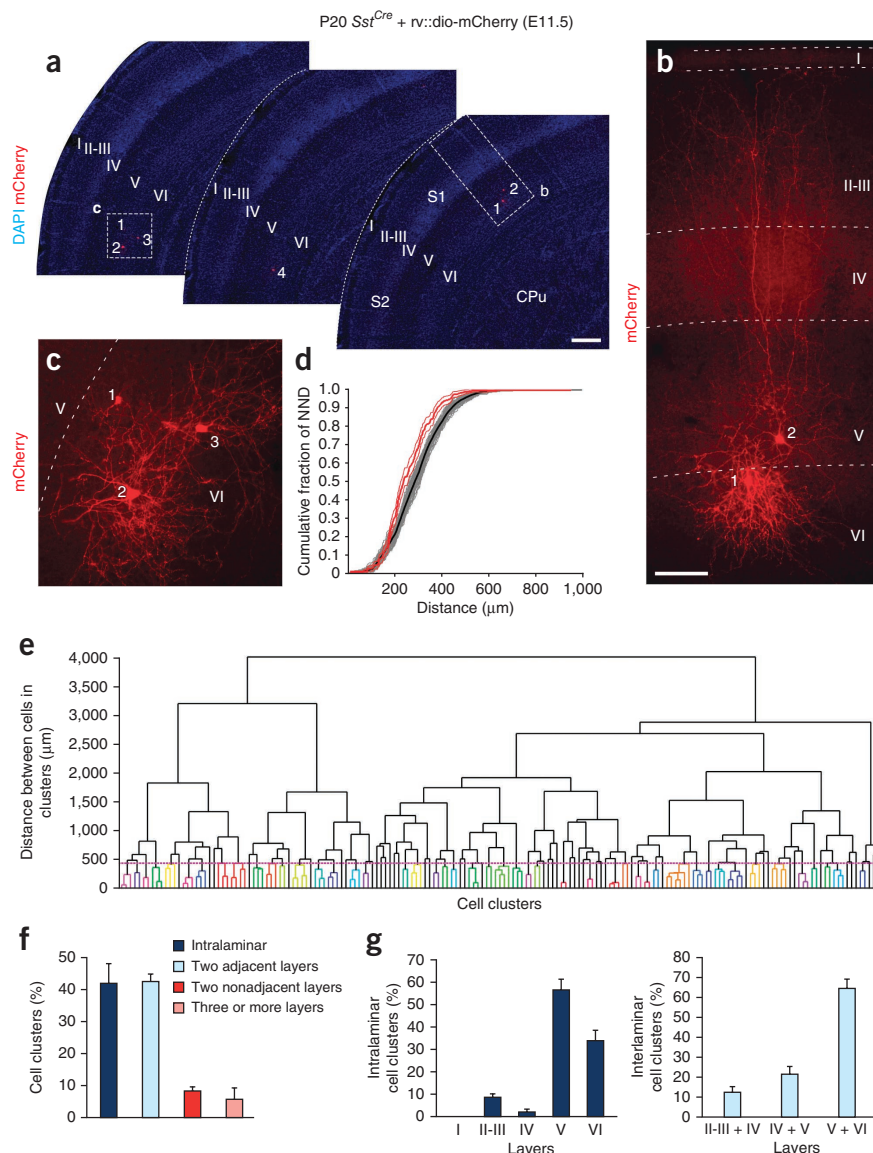 P20 SstCre + rv::dio-mCherry (E11.5)
a
DAPI mCherry
I
II-III
IV
V
VI
c
1
2
3
I
II-III
IV
V
VI
4
S1
2
1
b
I
II-III
IV
V
VI
S2
CPu
b
mCherry
I
II-III
IV
V
VI
2
1
c
mCherry
V
1
3
2
VI
d
Cumulative fraction of NND
1.0
0.9
0.8
0.7
0.6
0.5
0.4
0.3
0.2
0.1
0
200 400 600 800 1,000
Distance (μm)
e
Distance between cells in
clusters (μm)
4,000
3,500
3,000
2,500
2,000
1,500
1,000
500
0
Cell clusters
f
Cell clusters (%)
50
40
30
20
10
0
Intralaminar
Two adjacent layers
Two nonadjacent layers
Three or more layers
g
Intralaminar
cell clusters (%)
70
60
50
40
30
20
10
0
I II-III IV V VI
Layers
Interlaminar
cell clusters (%)
80
70
60
50
40
30
20
10
0
II-III + IV IV + V V + VI
Layers